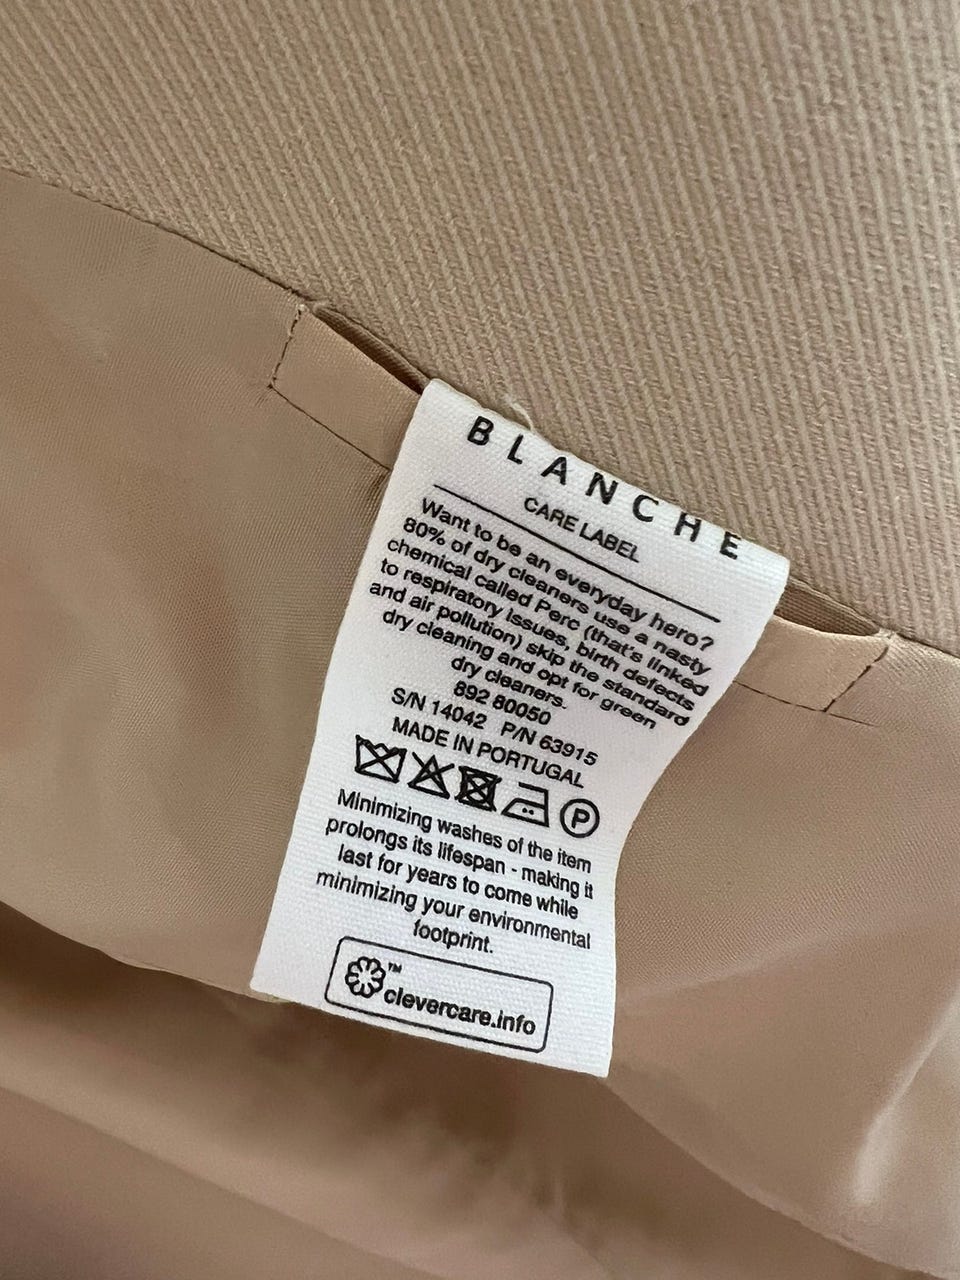 BLANCHE
CARE LABEL
Want to be an everyday hero?
80% of dry cleaners use a nasty
chemical called Perc (that's linked
to respiratory issues, birth defects
and air pollution) skip the standard
dry cleaning and opt for green
dry cleaners.
892 80050
S/N 14042 P/N 63915
MADE IN PORTUGAL
P
Minimizing washes of the item
prolongs its lifespan - making it
last for years to come while
minimizing your environmental
footprint.
™
clevercare.info